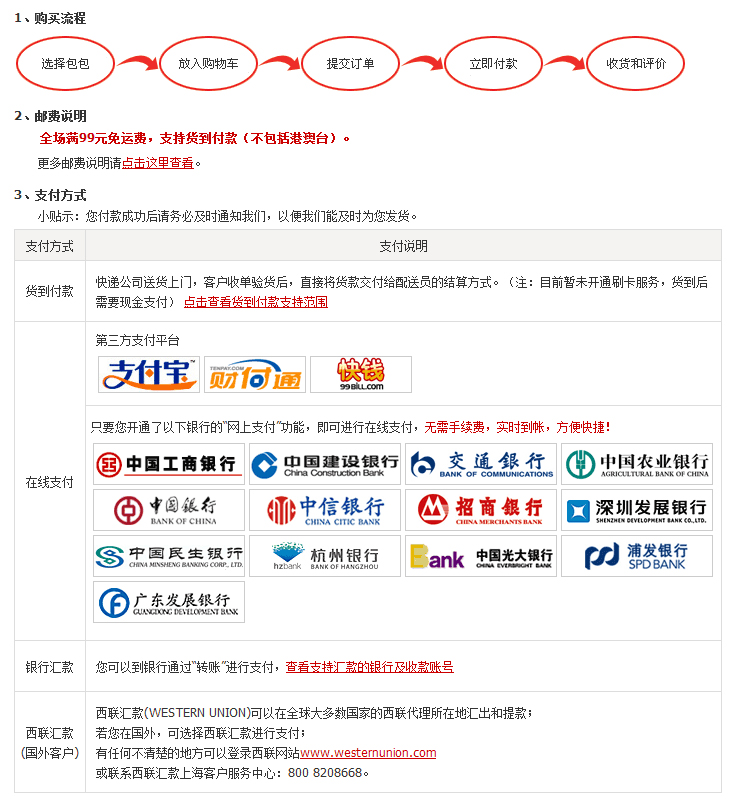 1、购买流程
选择包包
放入购物车
提交订单
立即付款
收货和评价
2、邮费说明
全场满99元免运费，支持货到付款（不包括港澳台）。
更多邮费说明请点击这里查看。
3、支付方式
小贴示：您付款成功后请务必及时通知我们，以便我们能及时为您发货。
支付方式
支付说明
货到付款
快递公司送货上门，客户收单验货后，直接将货款交付给配送员的结算方式。（注：目前暂未开通刷卡服务，货到后
需要现金支付） 点击查看货到付款支持范围
在线支付
第三方支付平台
支付宝
TENPAY.COM
财付通
快钱
99BILL.COM
只要您开通了以下银行的“网上支付”功能，即可进行在线支付，无需手续费，实时到帐，方便快捷！
中国工商银行
中国建设银行
China Construction Bank
交通银行
BANK OF COMMUNICATIONS
中国农业银行
AGRICULTURAL BANK OF CHINA
中国银行
BANK OF CHINA
中信银行
CHINA CITIC BANK
招商银行
CHINA MERCHANTS BANK
深圳发展银行
SHENZHEN DEVELOPMENT BANK CO.,LTD.
中国民生银行
CHINA MINSHENG BANKING CORP., LTD.
hzbank
杭州银行
BANK OF HANGZHOU
Bank
中国光大银行
CHINA EVERBRIGHT BANK
浦发银行
SPD BANK
广东发展银行
GUANGDONG DEVELOPMENT BANK
银行汇款
您可以到银行通过“转账”进行支付，查看支持汇款的银行及收款账号
西联汇款
(国外客户)
西联汇款(WESTERN UNION)可以在全球大多数国家的西联代理所在地汇出和提款；
若您在国外，可选择西联汇款进行支付；
有任何不清楚的地方可以登录西联网站www.westernunion.com
或联系西联汇款上海客户服务中心：800 8208668。